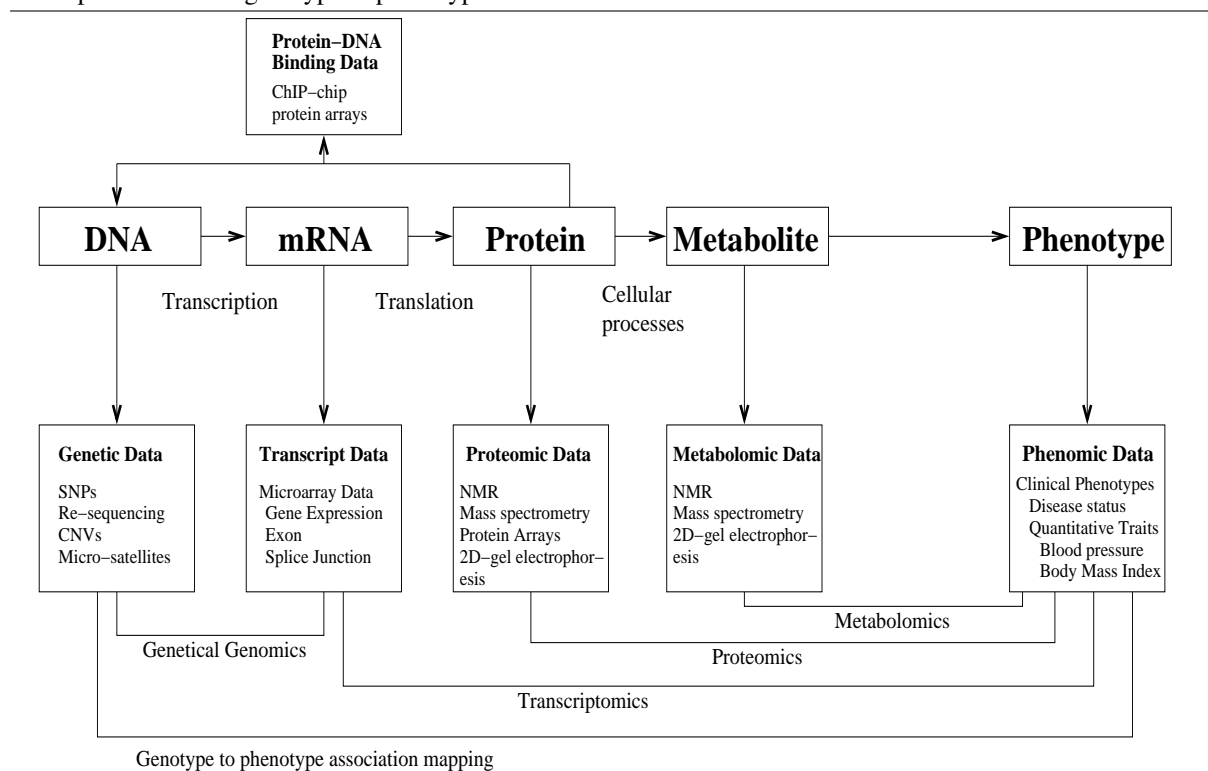 Protein−DNA
Binding Data
ChIP−chip
protein arrays
DNA
mRNA
Protein
Metabolite
Phenotype
Transcription
Translation
Cellular
processes
Genetic Data
SNPs
Re−sequencing
CNVs
Micro−satellites
Transcript Data
Microarray Data
Gene Expression
Exon
Splice Junction
Proteomic Data
NMR
Mass spectrometry
Protein Arrays
2D−gel electrophor−
esis
Metabolomic Data
NMR
Mass spectrometry
2D−gel electrophor−
esis
Phenomic Data
Clinical Phenotypes
Disease status
Quantitative Traits
Blood pressure
Body Mass Index
Metabolomics
Genetical Genomics
Proteomics
Transcriptomics
Genotype to phenotype association mapping